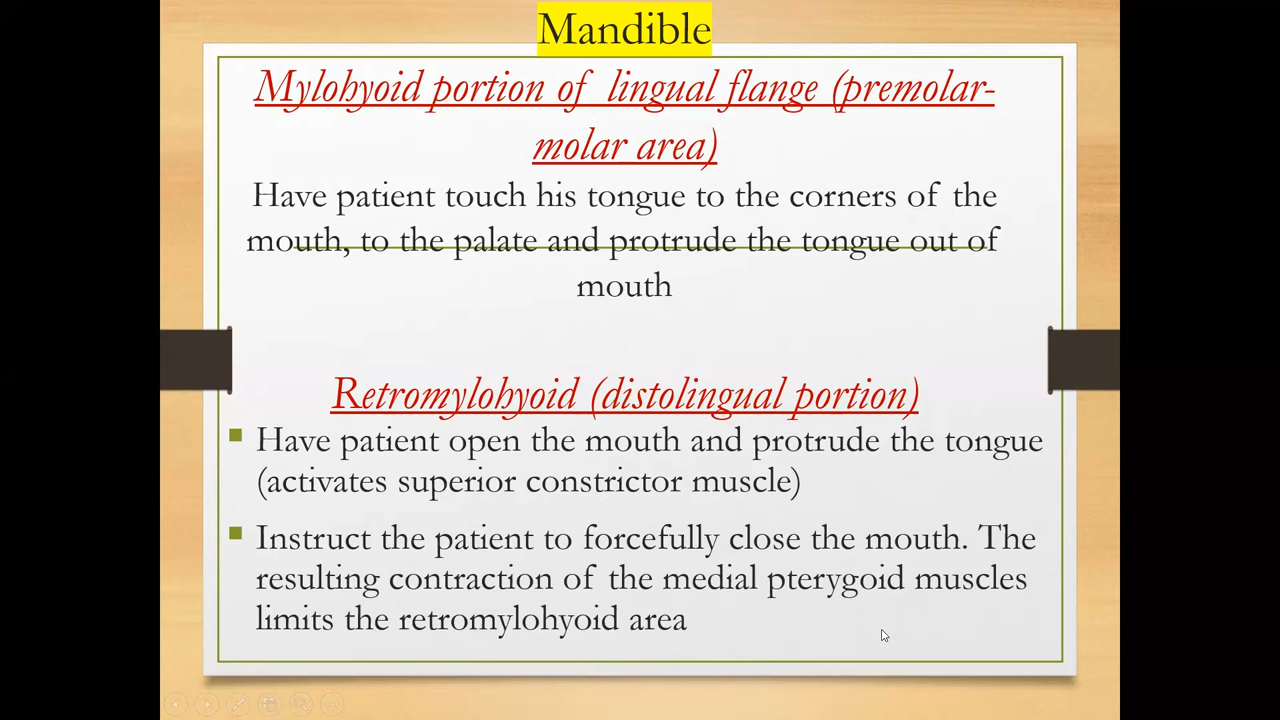 Mandible
Mylohyoid portion of lingual flange (premolar-
molar area)
Have patient touch his tongue to the corners of the
mouth, to the palate and protrude the tongue out of
mouth
Retromylohyoid (distolingual portion)
Have patient open the mouth and protrude the tongue
(activates superior constrictor muscle)
Instruct the patient to forcefully close the mouth. The
resulting contraction of the medial pterygoid muscles
limits the retromylohyoid area